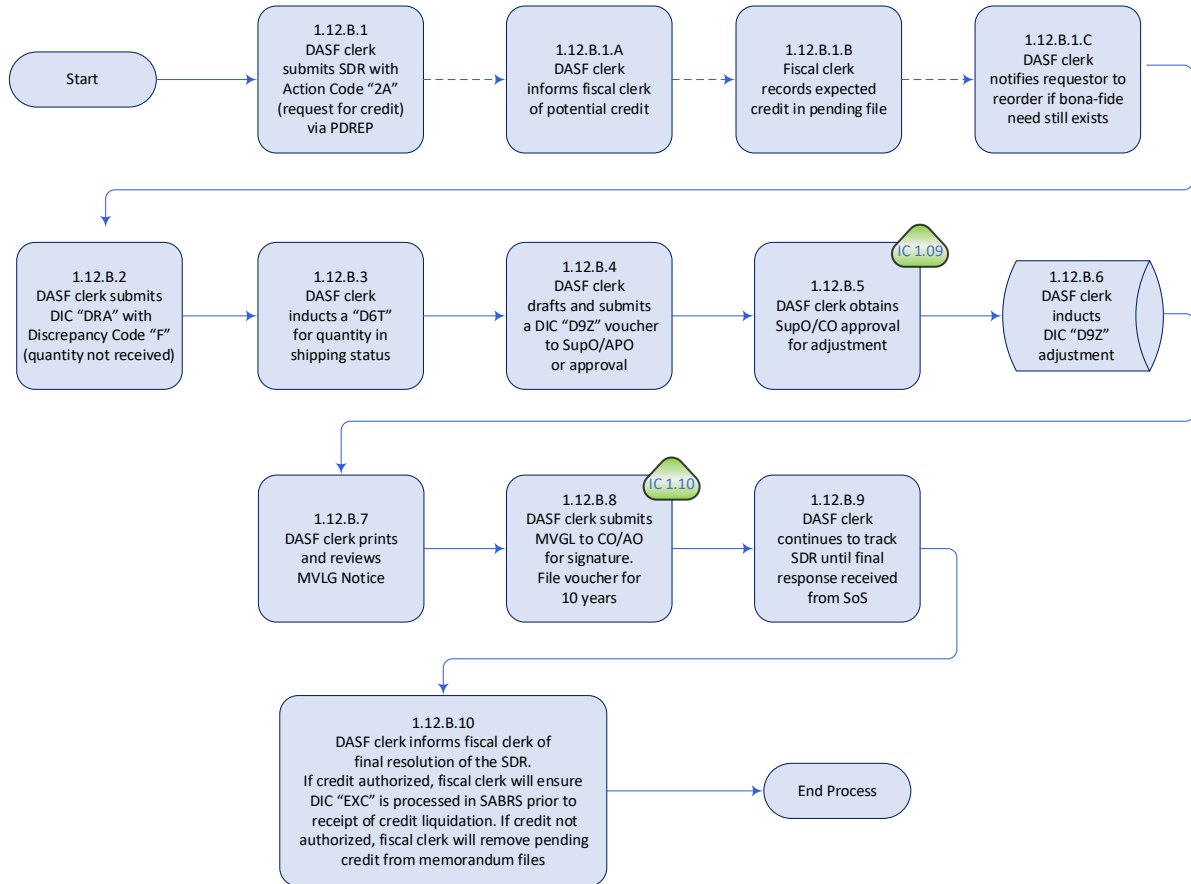 Start
1.12.B.1
DASF clerk
submits SDR with
Action Code “2A”
(request for credit)
via PDREP
1.12.B.1.A
DASF clerk
informs fiscal clerk
of potential credit
1.12.B.1.B
Fiscal clerk
records expected
credit in pending file
1.12.B.1.C
DASF clerk
notifies requestor to
reorder if bona-fide
need still exists
1.12.B.2
DASF clerk submits
DIC “DRA” with
Discrepancy Code “F”
(quantity not received)
1.12.B.3
DASF clerk
inducts a “D6T”
for quantity in
shipping status
1.12.B.4
DASF clerk
drafts and submits
a DIC “D9Z” voucher
to SupO/APO
or approval
IC 1.09
1.12.B.5
DASF clerk obtains
SupO/CO approval
for adjustment
1.12.B.6
DASF clerk
inducts
DIC “D9Z”
adjustment
1.12.B.7
DASF clerk prints
and reviews
MVLG Notice
IC 1.10
1.12.B.8
DASF clerk submits
MVGL to CO/AO
for signature.
File voucher for
10 years
1.12.B.9
DASF clerk
continues to track
SDR until final
response received
from SoS
1.12.B.10
DASF clerk informs fiscal clerk of
final resolution of the SDR.
If credit authorized, fiscal clerk will ensure
DIC “EXC” is processed in SABRS prior to
receipt of credit liquidation. If credit not
authorized, fiscal clerk will remove pending
credit from memorandum files
End Process